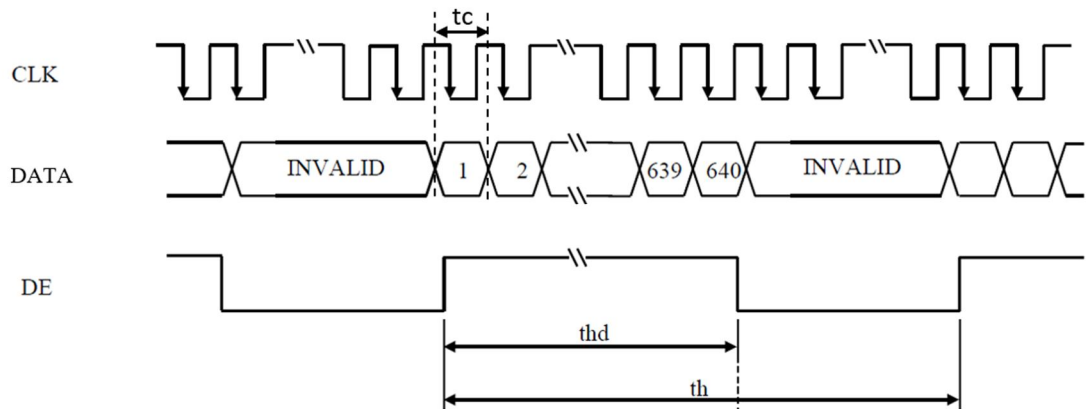 tc
CLK
DATA INVALID 1 2 639 640 INVALID
DE
thd
th